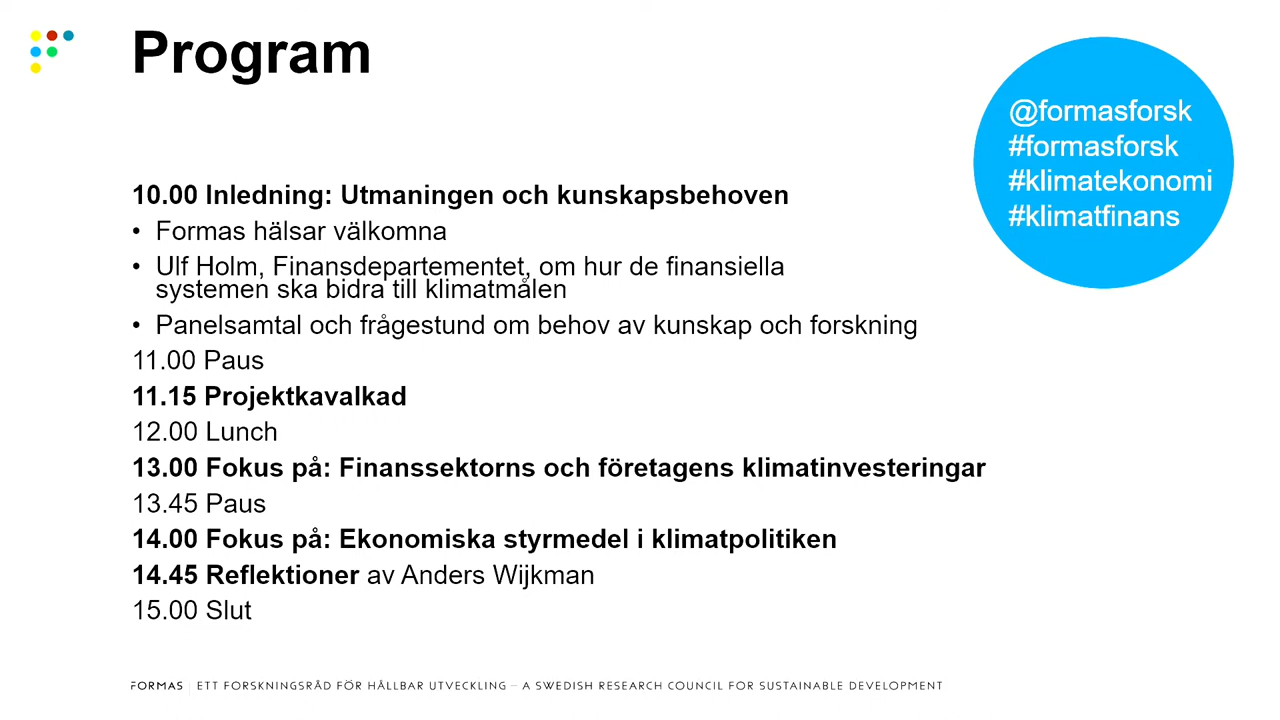 Program
@formasforsk
#formasforsk
#klimatekonomi
#klimatfinans
10.00 Inledning: Utmaningen och kunskapsbehoven
• Formas hälsar välkomna
• Ulf Holm, Finansdepartementet, om hur de finansiella
systemen ska bidra till klimatmålen
• Panelsamtal och frågestund om behov av kunskap och forskning
11.00 Paus
11.15 Projektkavalkad
12.00 Lunch
13.00 Fokus på: Finanssektorns och företagens klimatinvesteringar
13.45 Paus
14.00 Fokus på: Ekonomiska styrmedel i klimatpolitiken
14.45 Reflektioner av Anders Wijkman
15.00 Slut
FORMAS | ETT FORSKNINGSRÅD FÖR HÅLLBAR UTVECKLING – A SWEDISH RESEARCH COUNCIL FOR SUSTAINABLE DEVELOPMENT